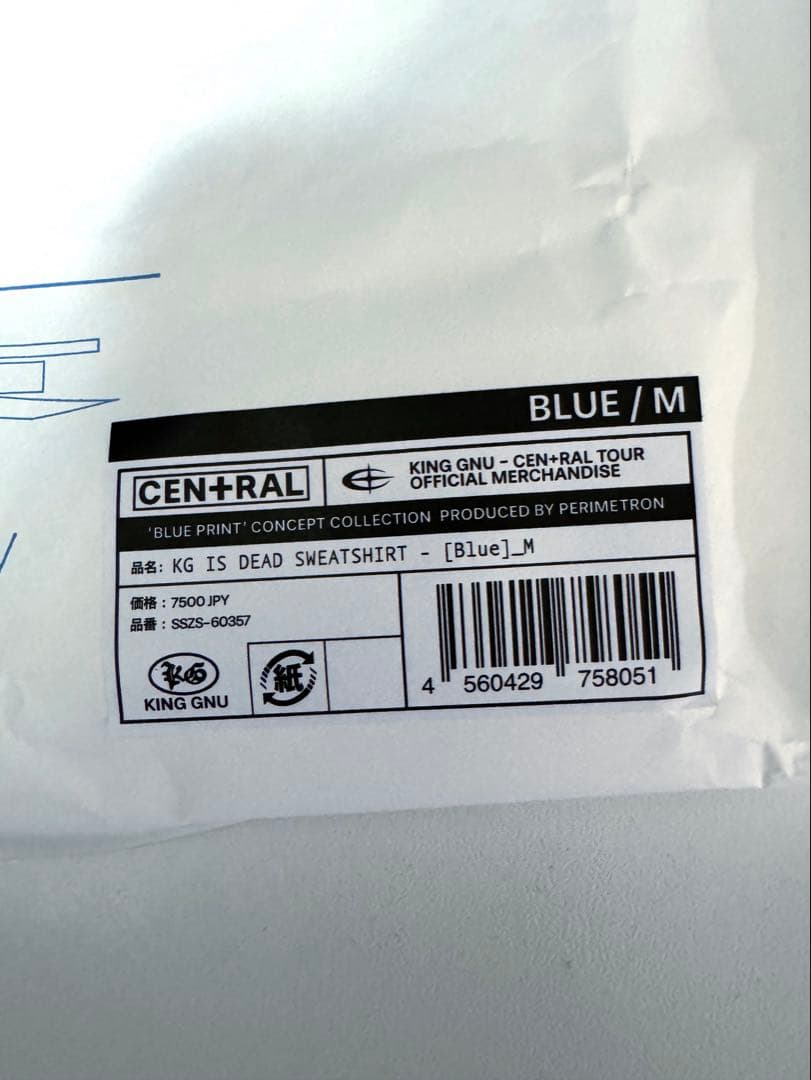 BLUE / M
CEN+RAL
KING GNU – CEN+RAL TOUR
OFFICIAL MERCHANDISE
'BLUE PRINT' CONCEPT COLLECTION PRODUCED BY PERIMETRON
品名: KG IS DEAD SWEATSHIRT - [Blue]_M
価格 : 7500 JPY
品番 : SSZS-60357
KING GNU
紙
4 560429 758051